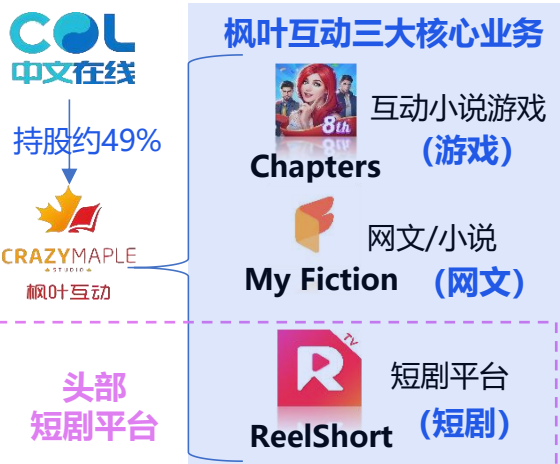 COL
中文在线
持股约49%
CRAZYMAPLE
STUDIO
枫叶互动
枫叶互动三大核心业务
8th
Chapters
互动小说游戏
（游戏）
My Fiction
网文/小说
（网文）
头部
短剧平台
R
TV
ReelShort
短剧平台
（短剧）